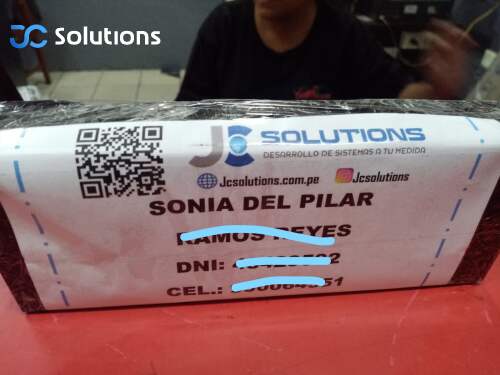 JC Solutions
JC SOLUTIONS
DESARROLLO DE SISTEMAS A TU MEDIDA
Jcsolutions.com.pe Jcsolutions
SONIA DEL PILAR
DNI:
CEL.: